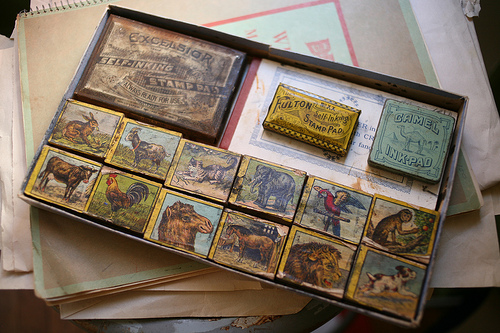 EXCELSIOR
SELF-INKING
STAMP PAD
FULTON
Self-Inking
STAMP PAD
CAMEL
INK-PAD